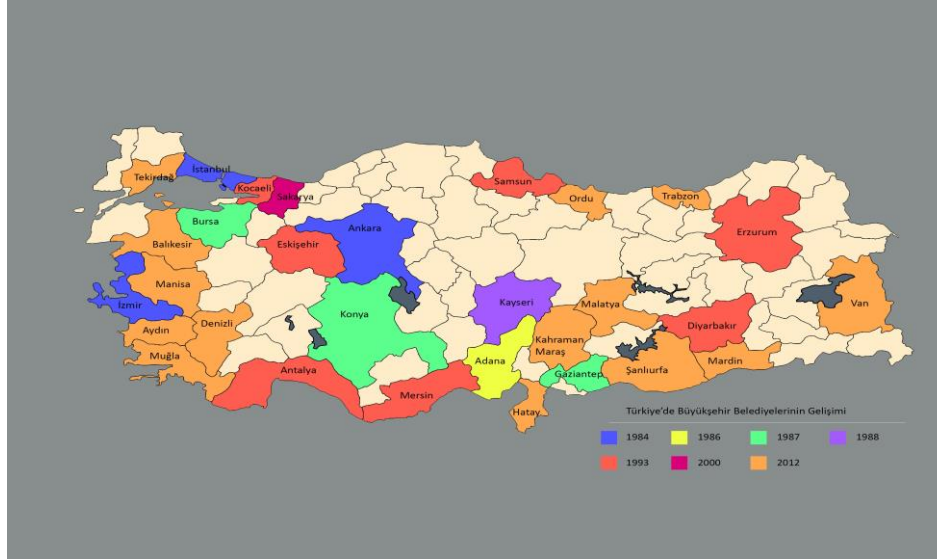 İstanbul
Tekirdağ
Kocaeli
Sakarya
Samsun
Ordu
Trabzon
Bursa
Ankara
Erzurum
Balıkesir
Eskişehir
Manisa
İzmir
Kayseri
Malatya
Van
Konya
Aydın
Denizli
Diyarbakır
Kahraman
Maraş
Muğla
Adana
Mardin
Antalya
Gaziantep
Şanlıurfa
Mersin
Hatay
Türkiye’de Büyükşehir Belediyelerinin Gelişimi
1984 1986 1987 1988
1993 2000 2012